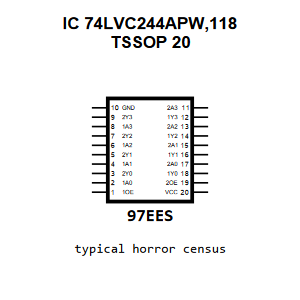 IC 74LVC244APW,118
TSSOP 20
10 GND 2A3 11
9 2Y3 1Y3 12
8 1A3 2A2 13
7 2Y2 1Y2 14
6 1A2 2A1 15
5 2Y1 1Y1 16
4 1A1 2A0 17
3 2Y0 1Y0 18
2 1A0 2OE 19
1 1OE VCC 20
97EES
typical horror census